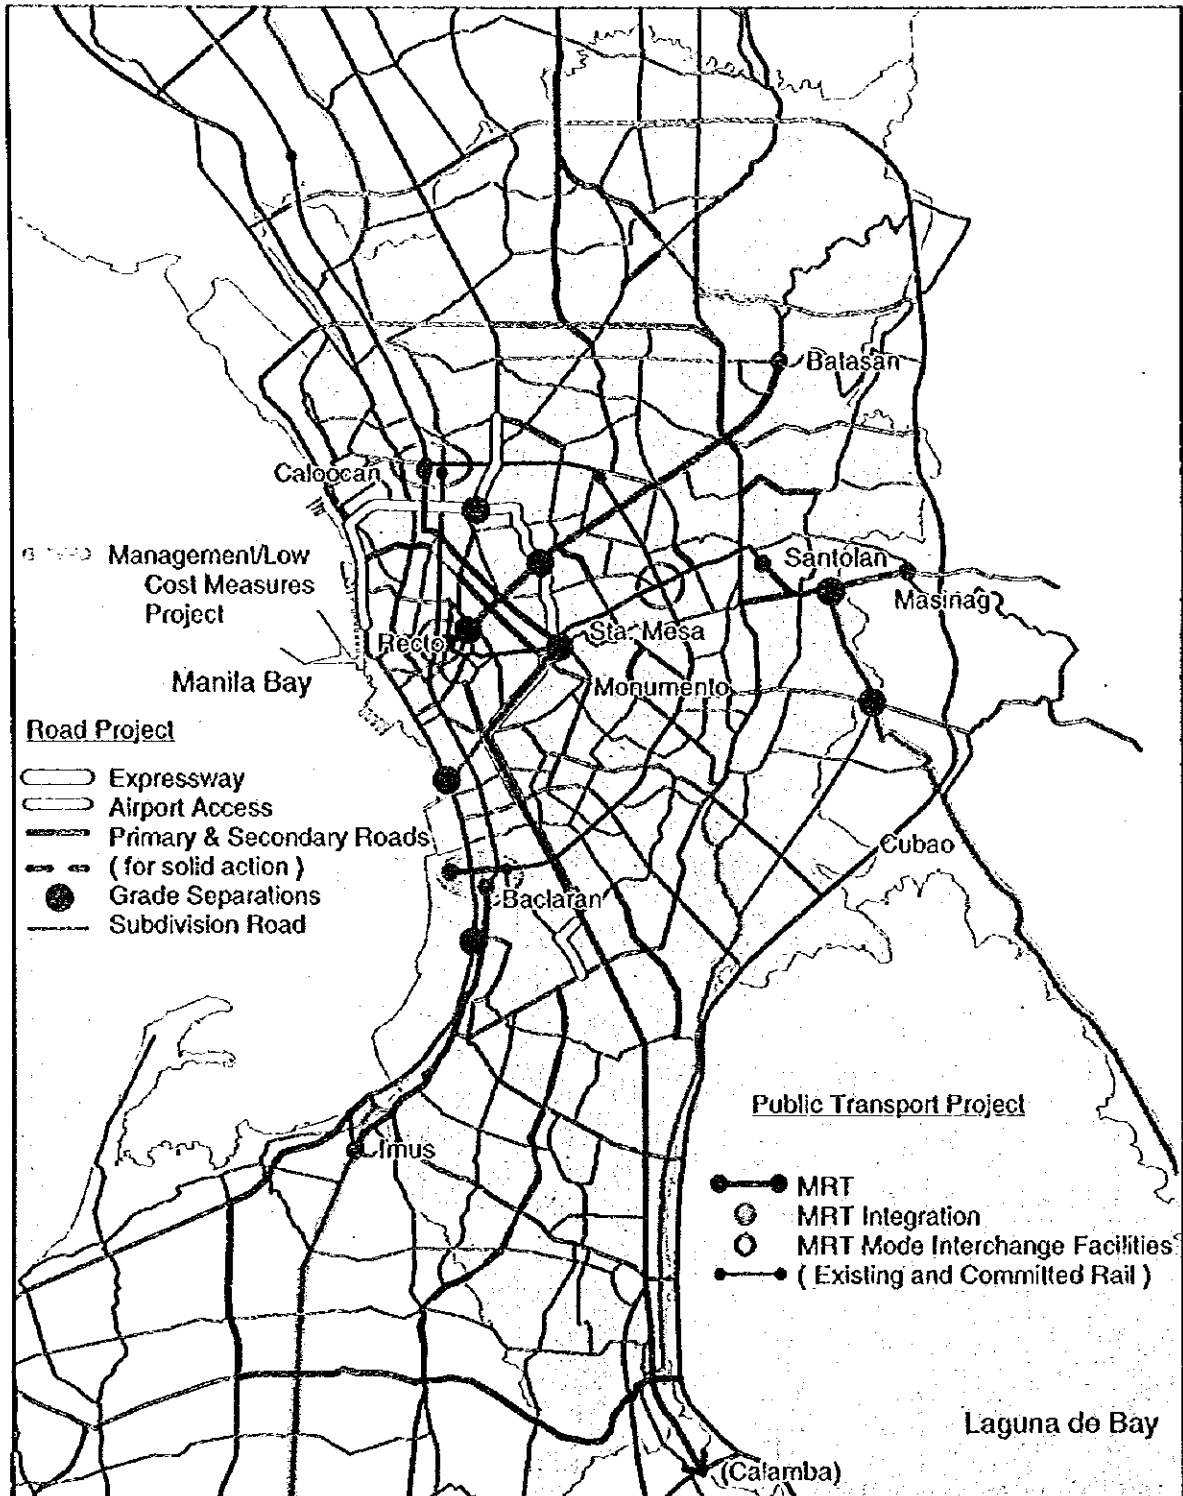 Batasan
Caloocan
Management/Low
Cost Measures
Project
Santolan
Masinag
Recto
Sta. Mesa
Manila Bay
Monumento
Road Project
Expressway
Airport Access
Primary & Secondary Roads
( for solid action )
Grade Separations
Subdivision Road
Cubao
Baclaran
Imus
Public Transport Project
MRT
MRT Integration
MRT Mode Interchange Facilities
( Existing and Committed Rail )
Laguna de Bay
(Calamba)